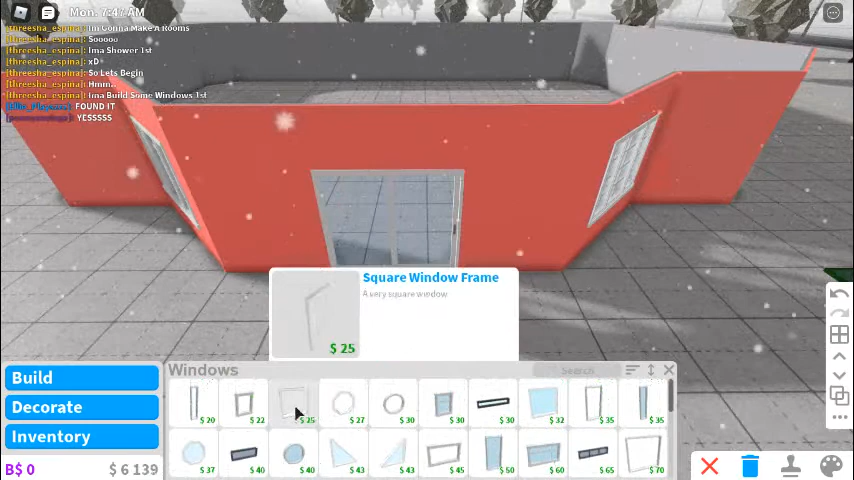 Mon. 7:47 AM
[threesha_espina]: Im Gonna Make A Rooms
[threesha_espina]: Sooooo
[threesha_espina]: Ima Shower 1st
[threesha_espina]: xD
[threesha_espina]: So Lets Begin
[threesha_espina]: Hmm..
[threesha_espina]: Ima Build Some Windows 1st
FOUND IT
YESSSSS
Square Window Frame
A very square window
$ 25
Build
Decorate
Inventory
B$ 0
$ 6 139
Windows
Search
$ 20
$ 22
$ 25
$ 27
$ 30
$ 30
$ 30
$ 32
$ 35
$ 35
$ 37
$ 40
$ 40
$ 43
$ 43
$ 45
$ 50
$ 60
$ 65
$ 70